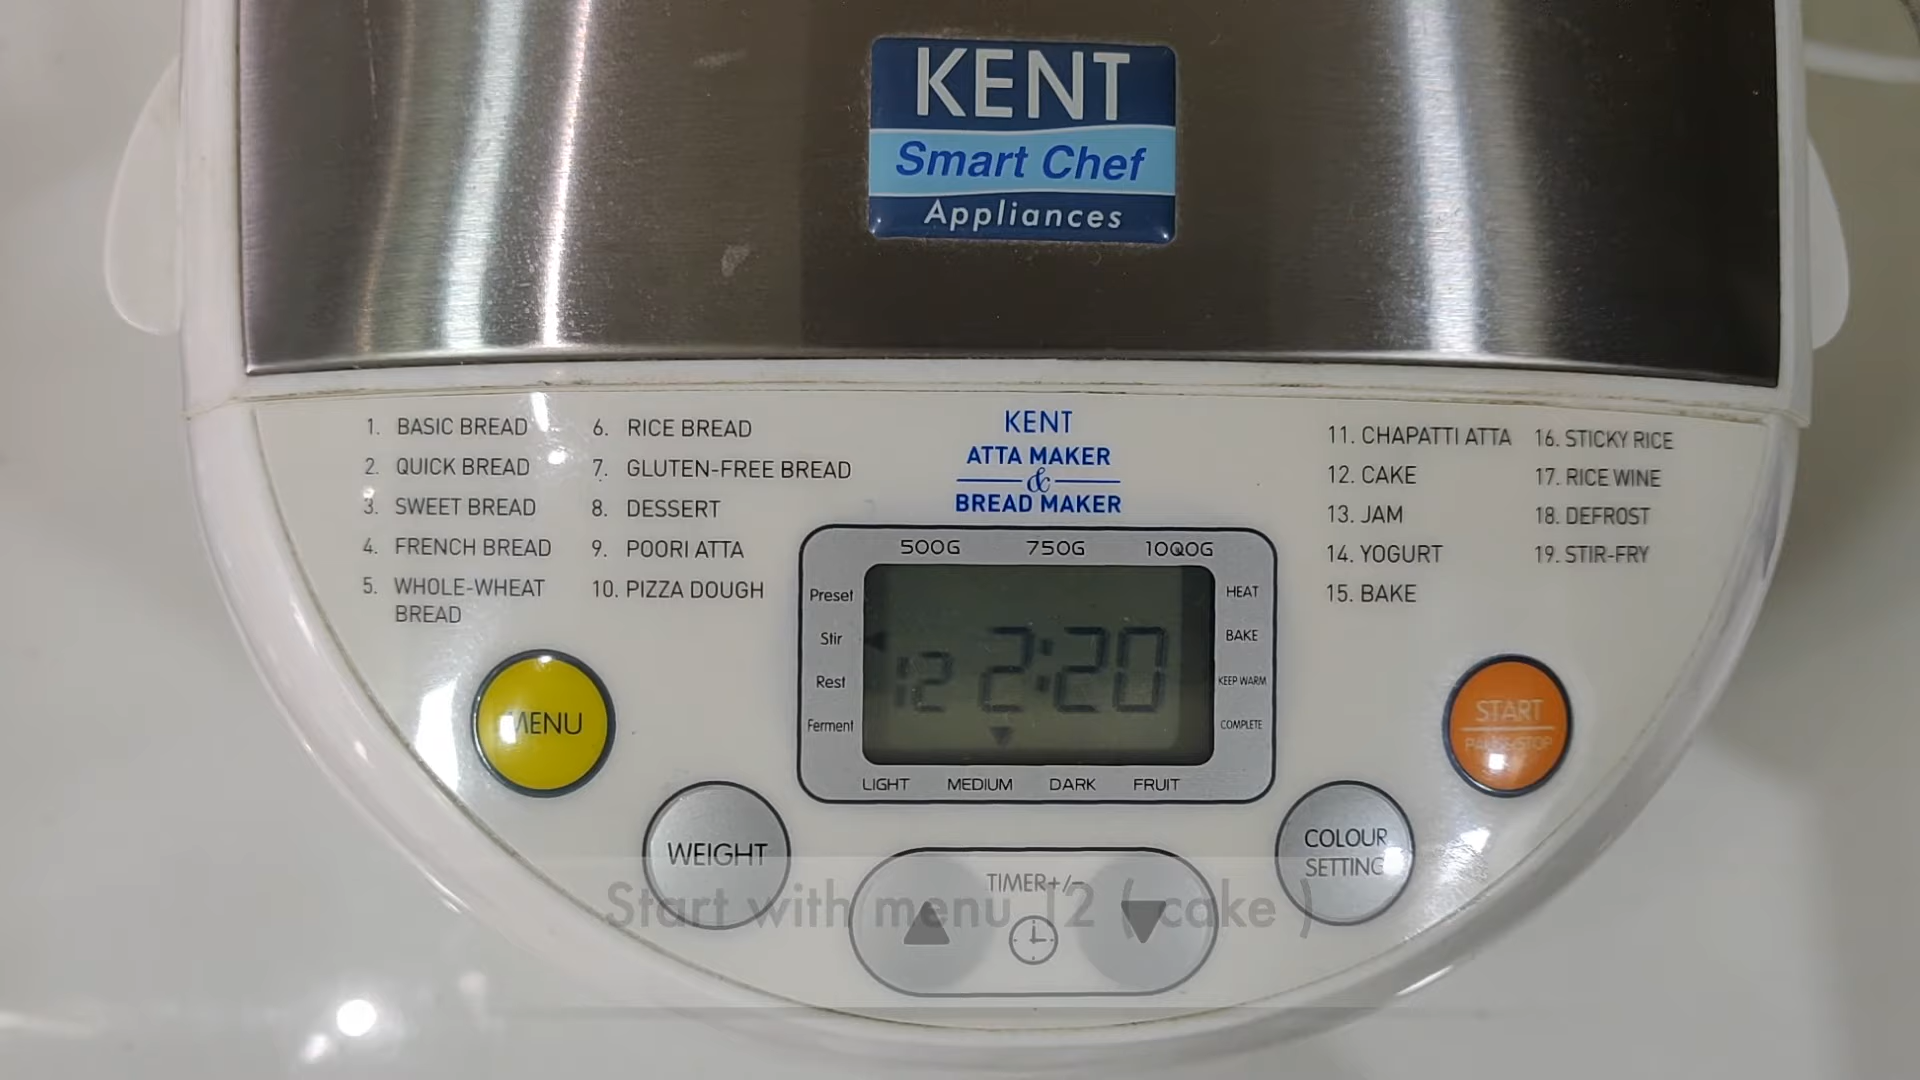 KENT
Smart Chef
Appliances
1. BASIC BREAD
2. QUICK BREAD
3. SWEET BREAD
4. FRENCH BREAD
5. WHOLE-WHEAT
BREAD
6. RICE BREAD
7. GLUTEN-FREE BREAD
8. DESSERT
9. POORI ATTA
10. PIZZA DOUGH
KENT
ATTA MAKER
&
BREAD MAKER
11. CHAPATTI ATTA
12. CAKE
13. JAM
14. YOGURT
15. BAKE
16. STICKY RICE
17. RICE WINE
18. DEFROST
19. STIR-FRY
500G 750G 1000G
Preset
Stir
Rest
Ferment
12 2:20
HEAT
BAKE
KEEP WARM
COMPLETE
LIGHT MEDIUM DARK FRUIT
MENU
START
PAUSE/STOP
WEIGHT
COLOUR
SETTING
TIMER+/-
Start with menu 12 ( cake )